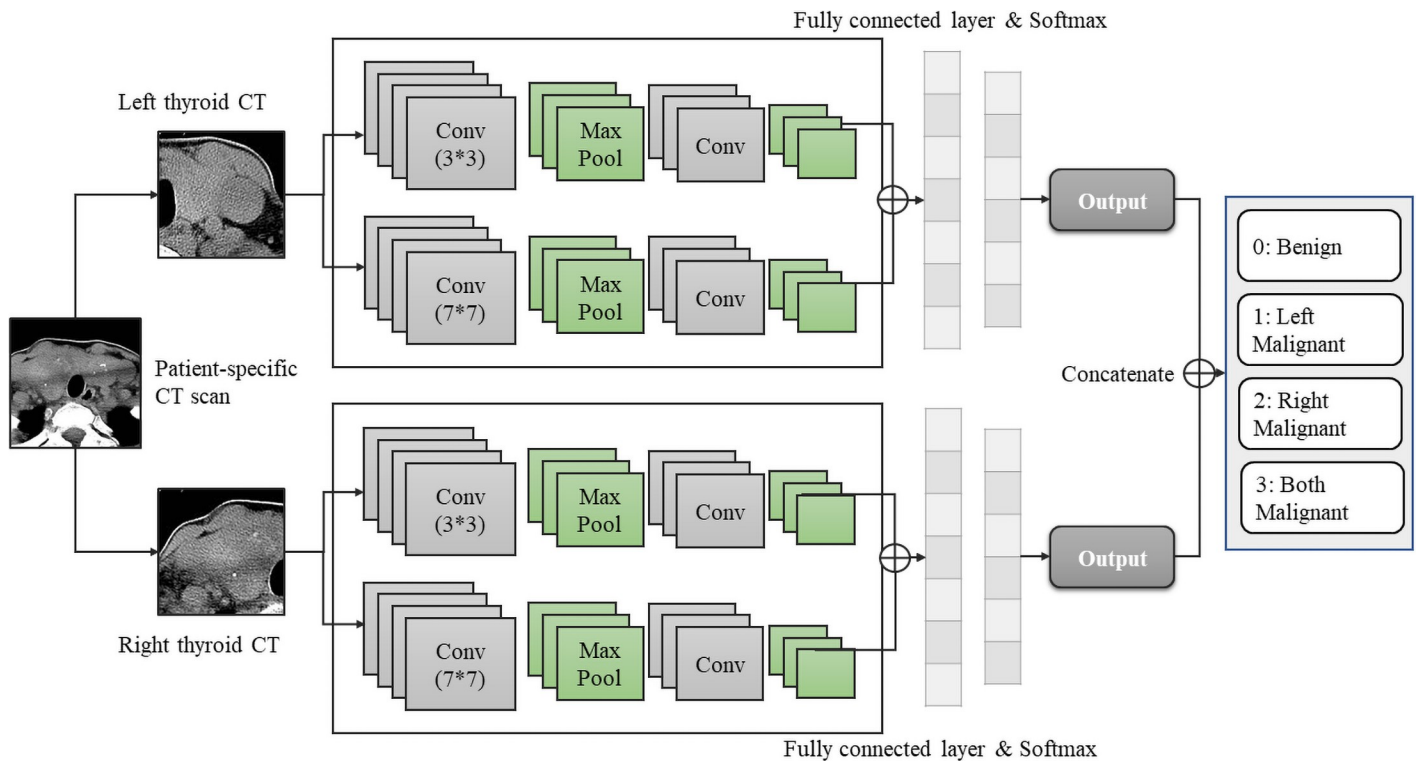 Fully connected layer & Softmax
Left thyroid CT
Conv
(3*3)
Max
Pool
Conv
Conv
(7*7)
Max
Pool
Conv
Output
Patient-specific
CT scan
Concatenate
0: Benign
1: Left
Malignant
2: Right
Malignant
3: Both
Malignant
Conv
(3*3)
Max
Pool
Conv
Output
Right thyroid CT
Conv
(7*7)
Max
Pool
Conv
Fully connected layer & Softmax